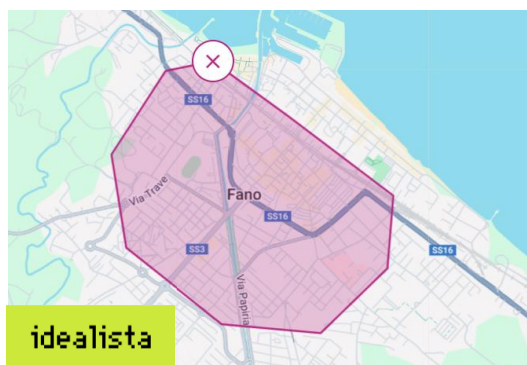 SS16
Via Trave
Fano
SS16
SS3
SS16
Via Papiria
idealista